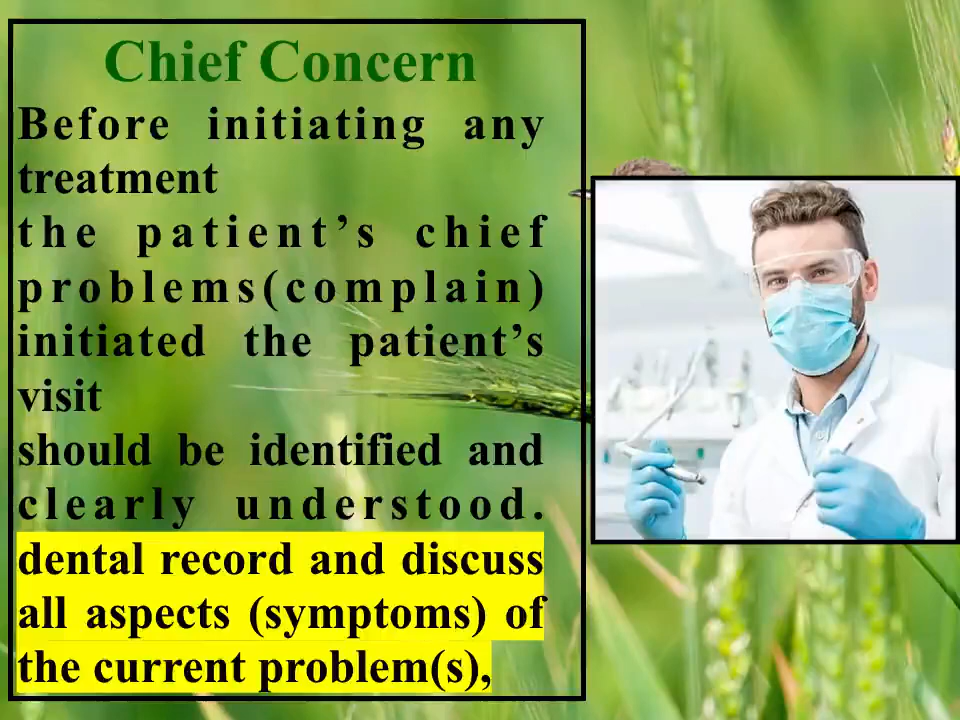 Chief Concern
Before initiating any
treatment
the patient’s chief
problems(complain)
initiated the patient’s
visit
should be identified and
clearly understood.
dental record and discuss
all aspects (symptoms) of
the current problem(s),